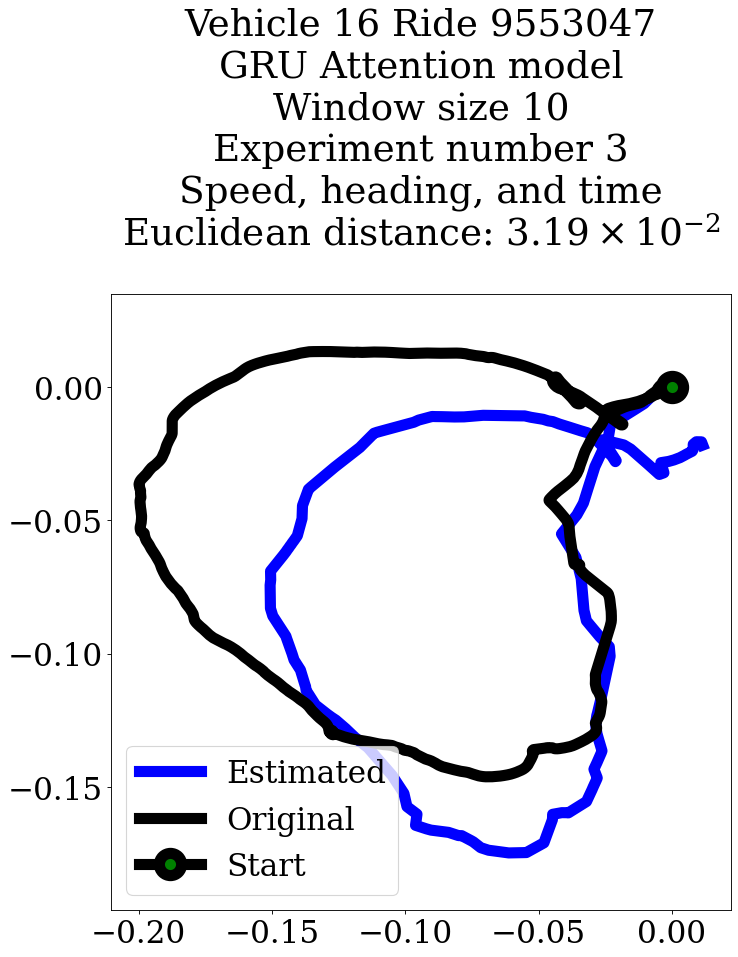 Vehicle 16 Ride 9553047
GRU Attention model
Window size 10
Experiment number 3
Speed, heading, and time
Euclidean distance: 3.19 × 10⁻²
0.00
−0.05
−0.10
−0.15
Estimated
Original
Start
−0.20 −0.15 −0.10 −0.05 0.00